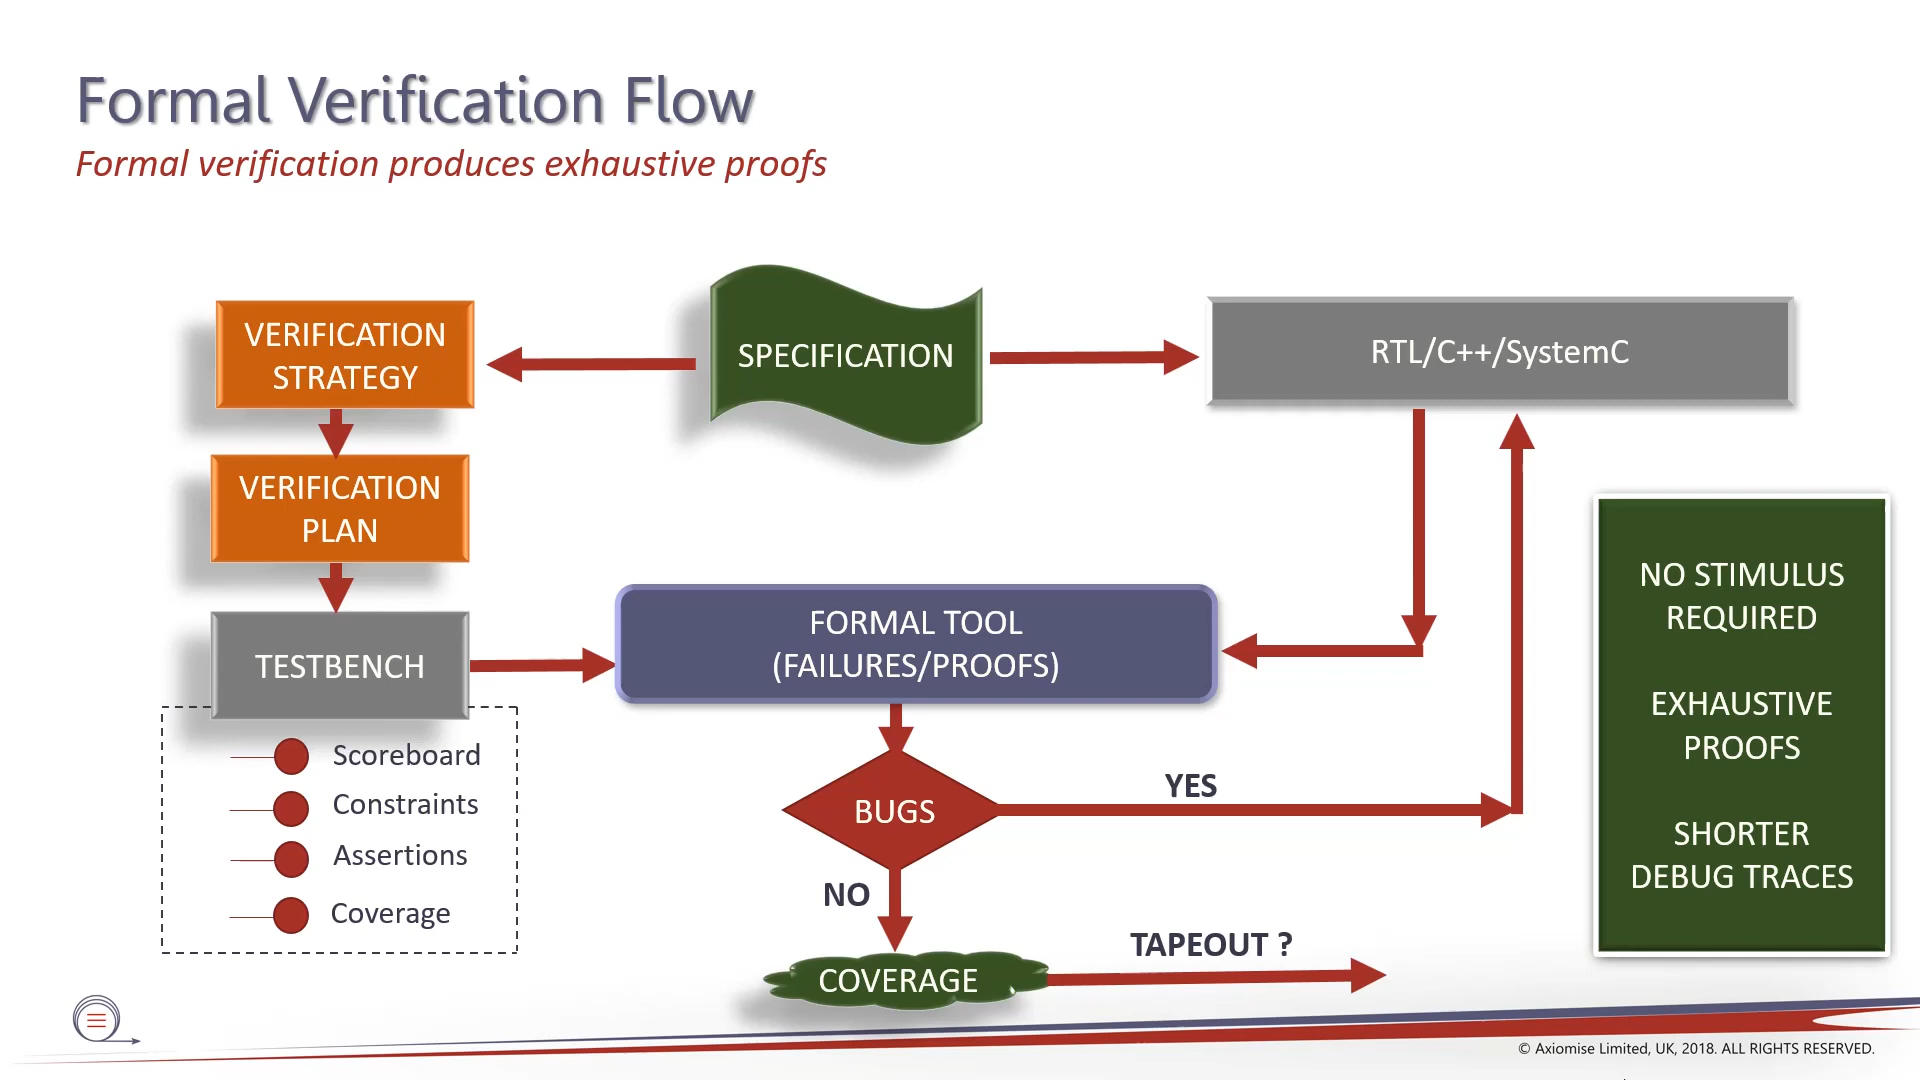 Formal Verification Flow
Formal verification produces exhaustive proofs
VERIFICATION
STRATEGY
SPECIFICATION
RTL/C++/SystemC
VERIFICATION
PLAN
TESTBENCH
Scoreboard
Constraints
Assertions
Coverage
FORMAL TOOL
(FAILURES/PROOFS)
BUGS
YES
NO
COVERAGE
TAPEOUT ?
NO STIMULUS
REQUIRED
EXHAUSTIVE
PROOFS
SHORTER
DEBUG TRACES
© Axiomise Limited, UK, 2018. ALL RIGHTS RESERVED.